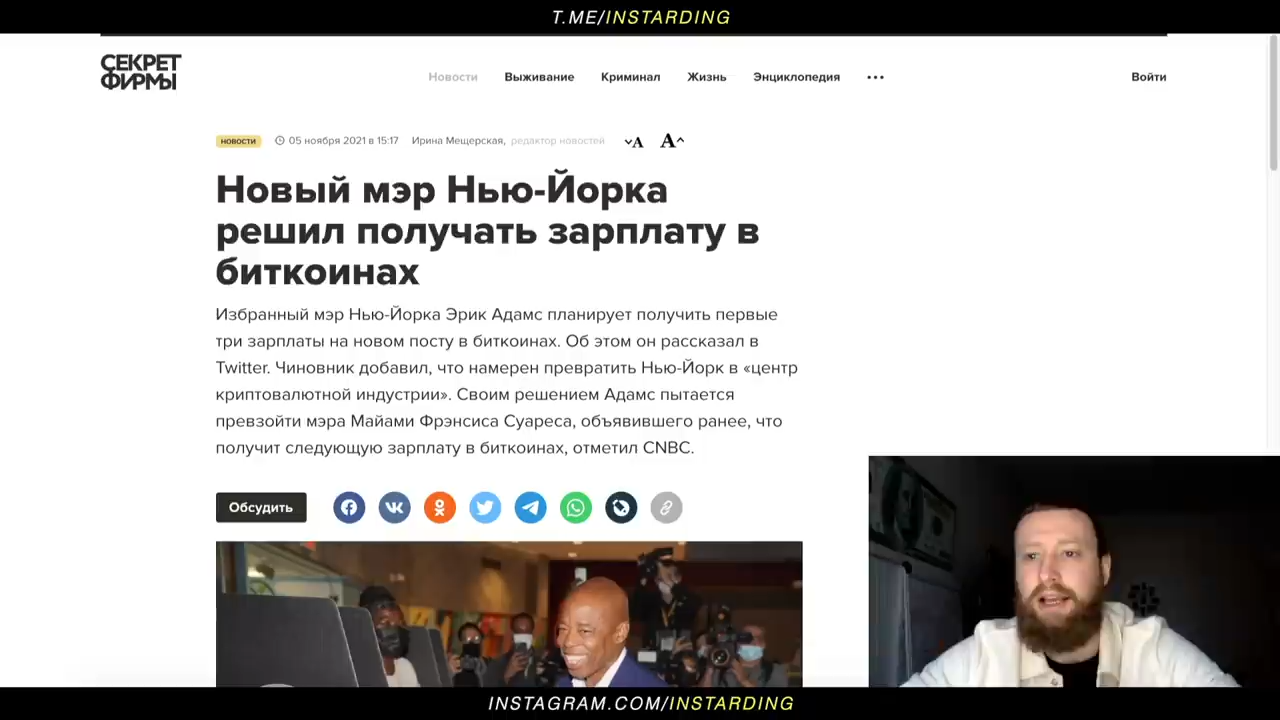 T.ME/INSTARDING
СЕКРЕТ
ФИРМЫ
Новости Выживание Криминал Жизнь Энциклопедия ••• Войти
НОВОСТИ 05 ноября 2021 в 15:17 Ирина Мещерская, редактор новостей A A
Новый мэр Нью-Йорка
решил получать зарплату в
биткоинах
Избранный мэр Нью-Йорка Эрик Адамс планирует получить первые
три зарплаты на новом посту в биткоинах. Об этом он рассказал в
Twitter. Чиновник добавил, что намерен превратить Нью-Йорк в «центр
криптовалютной индустрии». Своим решением Адамс пытается
превзойти мэра Майами Фрэнсиса Суареса, объявившего ранее, что
получит следующую зарплату в биткоинах, отметил CNBC.
Обсудить
INSTAGRAM.COM/INSTARDING